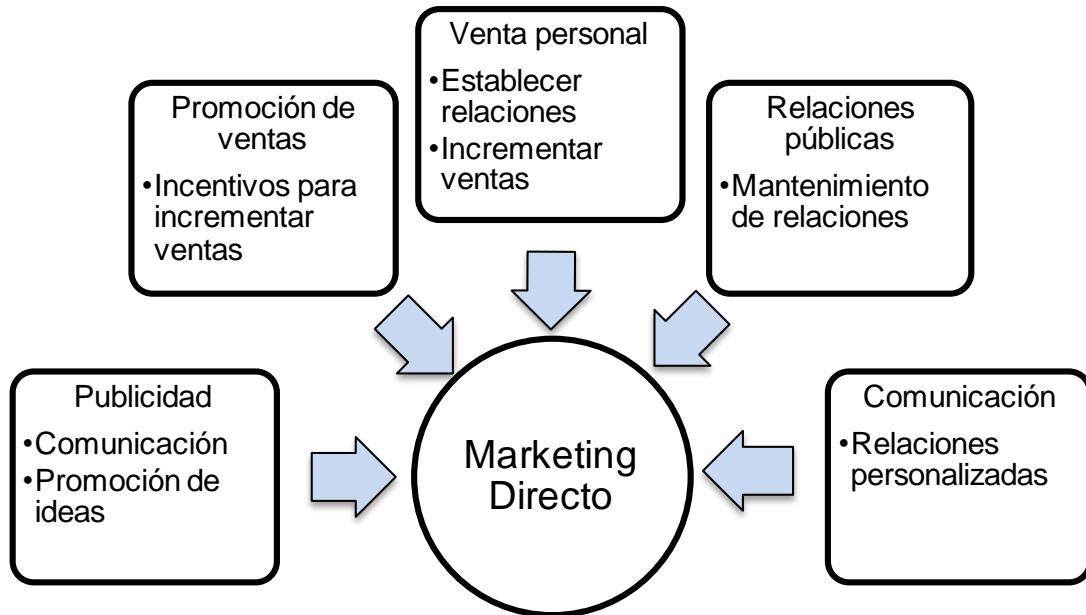 Venta personal
•Establecer
relaciones
•Incrementar
ventas
Promoción de
ventas
•Incentivos para
incrementar
ventas
Relaciones
públicas
•Mantenimiento
de relaciones
Publicidad
•Comunicación
•Promoción de
ideas
Marketing
Directo
Comunicación
•Relaciones
personalizadas